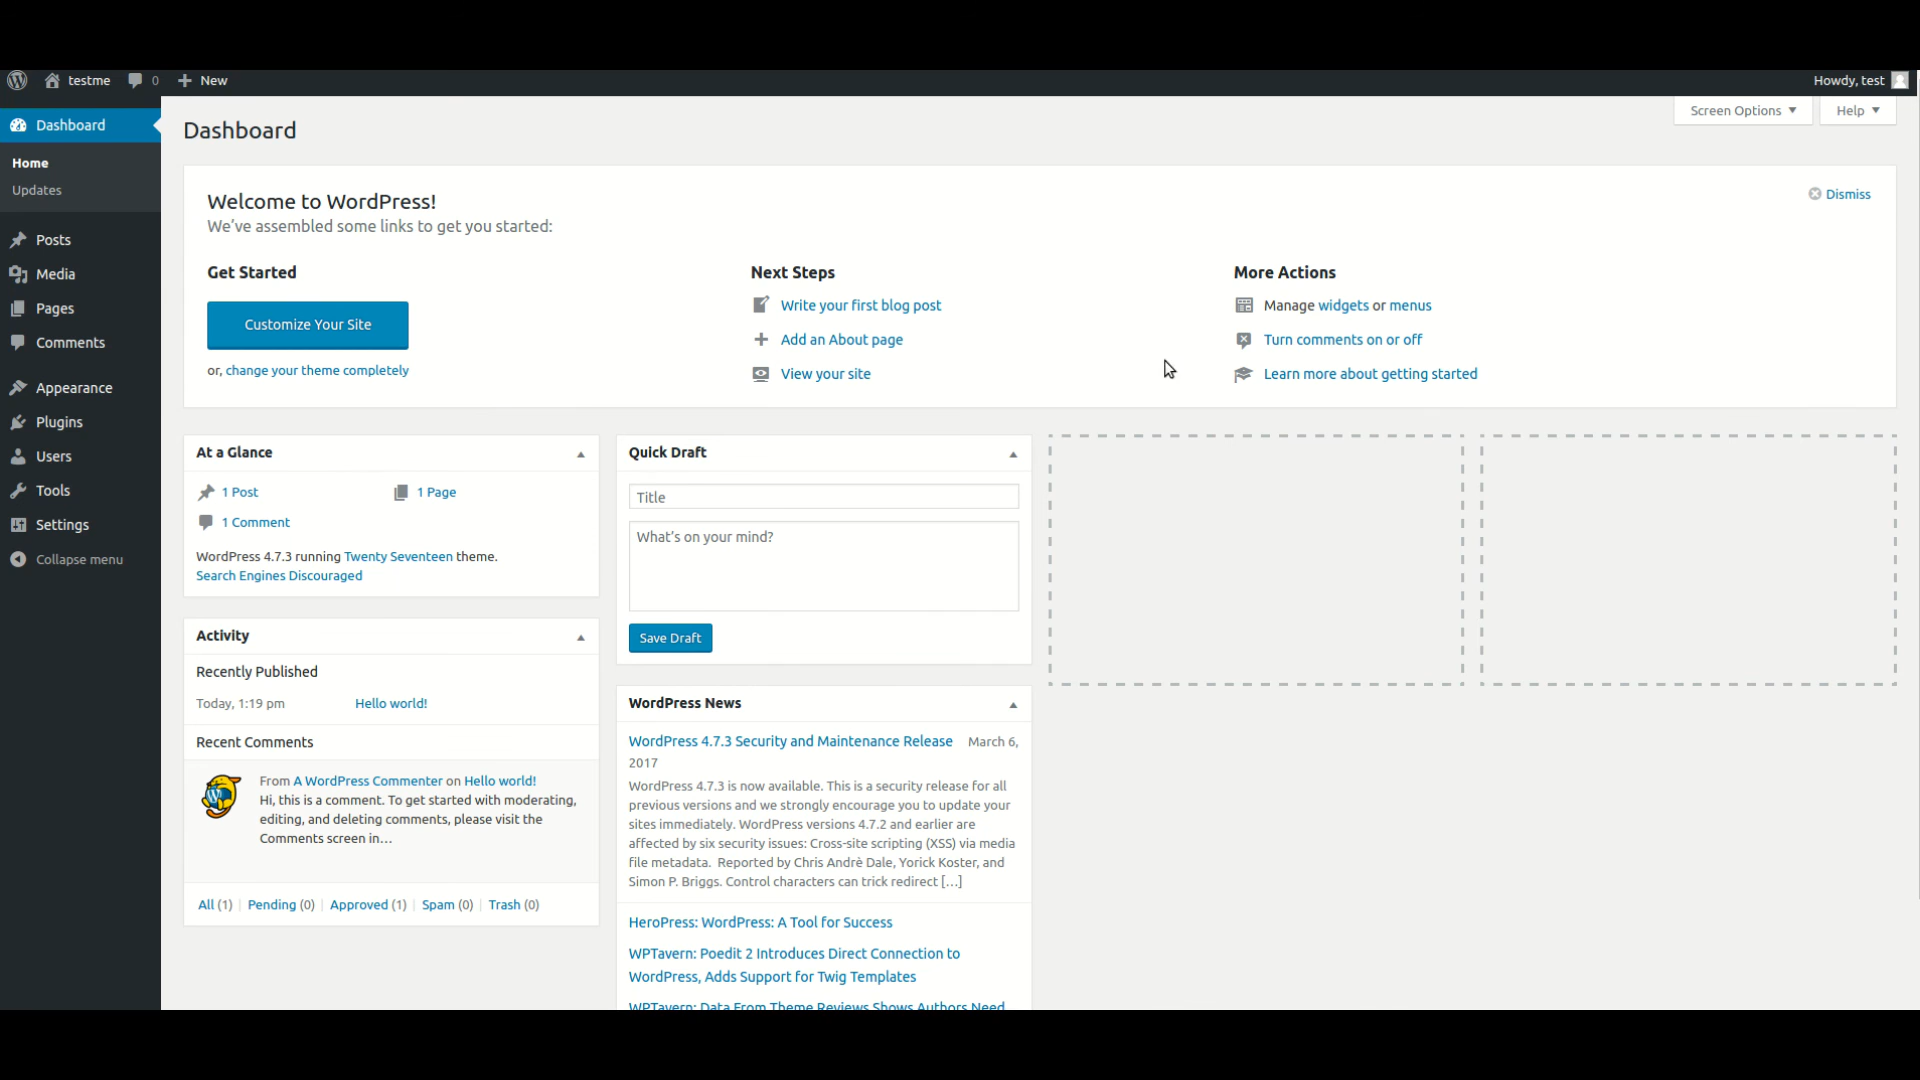 testme 0 New Howdy, test
Screen Options Help
Dashboard
Home
Updates
Posts
Media
Pages
Comments
Appearance
Plugins
Users
Tools
Settings
Collapse menu
Dashboard
Welcome to WordPress!
We've assembled some links to get you started:
Dismiss
Get Started
Customize Your Site
or, change your theme completely
Next Steps
Write your first blog post
Add an About page
View your site
More Actions
Manage widgets or menus
Turn comments on or off
Learn more about getting started
At a Glance
1 Post 1 Page
1 Comment
WordPress 4.7.3 running Twenty Seventeen theme.
Search Engines Discouraged
Activity
Recently Published
Today, 1:19 pm Hello world!
Recent Comments
From A WordPress Commenter on Hello world!
Hi, this is a comment. To get started with moderating,
editing, and deleting comments, please visit the
Comments screen in…
All (1) | Pending (0) | Approved (1) | Spam (0) | Trash (0)
Quick Draft
Title
What's on your mind?
Save Draft
WordPress News
WordPress 4.7.3 Security and Maintenance Release March 6,
2017
WordPress 4.7.3 is now available. This is a security release for all
previous versions and we strongly encourage you to update your
sites immediately. WordPress versions 4.7.2 and earlier are
affected by six security issues: Cross-site scripting (XSS) via media
file metadata. Reported by Chris Andrè Dale, Yorick Koster, and
Simon P. Briggs. Control characters can trick redirect […]
HeroPress: WordPress: A Tool for Success
WPTavern: Poedit 2 Introduces Direct Connection to
WordPress, Adds Support for Twig Templates
WPTavern: Data From Theme Reviews Shows Authors Need